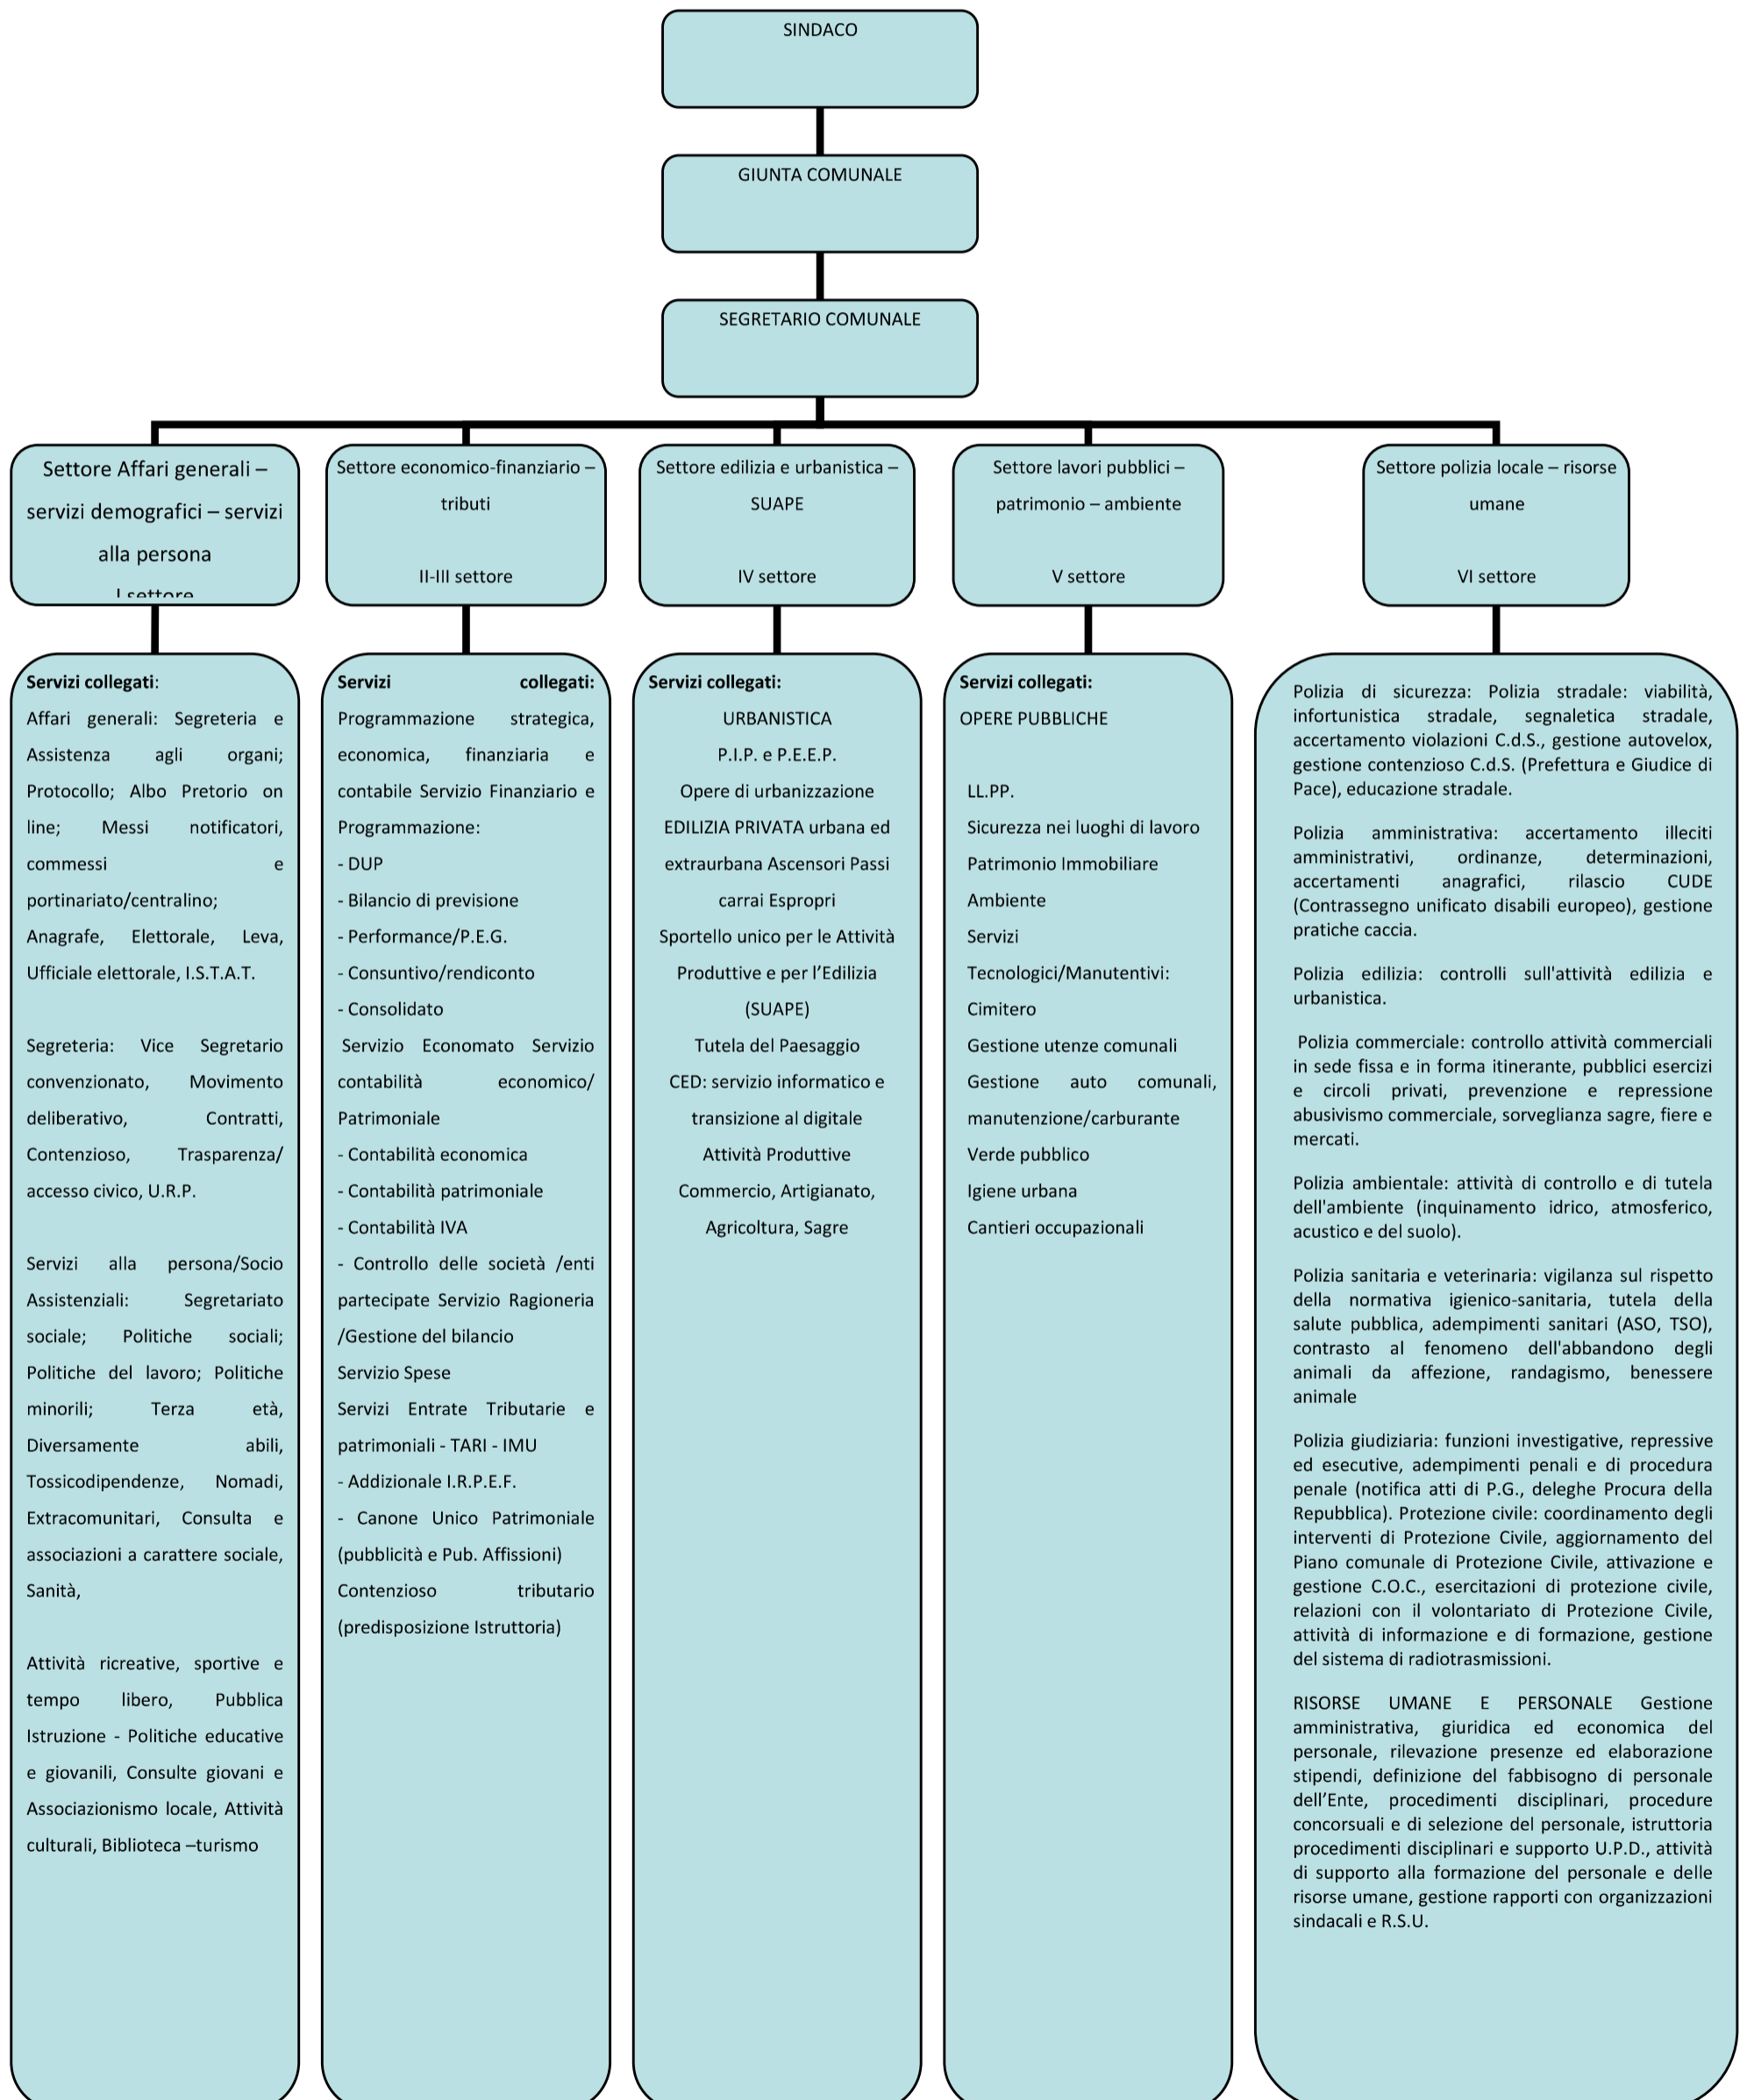 SINDACO
GIUNTA COMUNALE
SEGRETARIO COMUNALE
Settore Affari generali –
servizi demografici – servizi
alla persona
I settore
Settore economico-finanziario –
tributi
II-III settore
Settore edilizia e urbanistica –
SUAPE
IV settore
Settore lavori pubblici –
patrimonio – ambiente
V settore
Settore polizia locale – risorse
umane
VI settore
Servizi collegati:
Affari generali: Segreteria e
Assistenza agli organi;
Protocollo; Albo Pretorio on
line; Messi notificatori,
commessi e
portinariato/centralino;
Anagrafe, Elettorale, Leva,
Ufficiale elettorale, I.S.T.A.T.
Segreteria: Vice Segretario
convenzionato, Movimento
deliberativo, Contratti,
Contenzioso, Trasparenza/
accesso civico, U.R.P.
Servizi alla persona/Socio
Assistenziali: Segretariato
sociale; Politiche sociali;
Politiche del lavoro; Politiche
minorili; Terza età,
Diversamente abili,
Tossicodipendenze, Nomadi,
Extracomunitari, Consulta e
associazioni a carattere sociale,
Sanità,
Attività ricreative, sportive e
tempo libero, Pubblica
Istruzione - Politiche educative
e giovanili, Consulte giovani e
Associazionismo locale, Attività
culturali, Biblioteca –turismo
Servizi collegati:
Programmazione strategica,
economica, finanziaria e
contabile Servizio Finanziario e
Programmazione:
- DUP
- Bilancio di previsione
- Performance/P.E.G.
- Consuntivo/rendiconto
- Consolidato
Servizio Economato Servizio
contabilità economico/
Patrimoniale
- Contabilità economica
- Contabilità patrimoniale
- Contabilità IVA
- Controllo delle società /enti
partecipate Servizio Ragioneria
/Gestione del bilancio
Servizio Spese
Servizi Entrate Tributarie e
patrimoniali - TARI - IMU
- Addizionale I.R.P.E.F.
- Canone Unico Patrimoniale
(pubblicità e Pub. Affissioni)
Contenzioso tributario
(predisposizione Istruttoria)
Servizi collegati:
URBANISTICA
P.I.P. e P.E.E.P.
Opere di urbanizzazione
EDILIZIA PRIVATA urbana ed
extraurbana Ascensori Passi
carrai Espropri
Sportello unico per le Attività
Produttive e per l’Edilizia
(SUAPE)
Tutela del Paesaggio
CED: servizio informatico e
transizione al digitale
Attività Produttive
Commercio, Artigianato,
Agricoltura, Sagre
Servizi collegati:
OPERE PUBBLICHE
LL.PP.
Sicurezza nei luoghi di lavoro
Patrimonio Immobiliare
Ambiente
Servizi
Tecnologici/Manutentivi:
Cimitero
Gestione utenze comunali
Gestione auto comunali,
manutenzione/carburante
Verde pubblico
Igiene urbana
Cantieri occupazionali
Polizia di sicurezza: Polizia stradale: viabilità,
infortunistica stradale, segnaletica stradale,
accertamento violazioni C.d.S., gestione autovelox,
gestione contenzioso C.d.S. (Prefettura e Giudice di
Pace), educazione stradale.
Polizia amministrativa: accertamento illeciti
amministrativi, ordinanze, determinazioni,
accertamenti anagrafici, rilascio CUDE
(Contrassegno unificato disabili europeo), gestione
pratiche caccia.
Polizia edilizia: controlli sull'attività edilizia e
urbanistica.
Polizia commerciale: controllo attività commerciali
in sede fissa e in forma itinerante, pubblici esercizi
e circoli privati, prevenzione e repressione
abusivismo commerciale, sorveglianza sagre, fiere e
mercati.
Polizia ambientale: attività di controllo e di tutela
dell'ambiente (inquinamento idrico, atmosferico,
acustico e del suolo).
Polizia sanitaria e veterinaria: vigilanza sul rispetto
della normativa igienico-sanitaria, tutela della
salute pubblica, adempimenti sanitari (ASO, TSO),
contrasto al fenomeno dell'abbandono degli
animali da affezione, randagismo, benessere
animale
Polizia giudiziaria: funzioni investigative, repressive
ed esecutive, adempimenti penali e di procedura
penale (notifica atti di P.G., deleghe Procura della
Repubblica). Protezione civile: coordinamento degli
interventi di Protezione Civile, aggiornamento del
Piano comunale di Protezione Civile, attivazione e
gestione C.O.C., esercitazioni di protezione civile,
relazioni con il volontariato di Protezione Civile,
attività di informazione e di formazione, gestione
del sistema di radiotrasmissioni.
RISORSE UMANE E PERSONALE Gestione
amministrativa, giuridica ed economica del
personale, rilevazione presenze ed elaborazione
stipendi, definizione del fabbisogno di personale
dell’Ente, procedimenti disciplinari, procedure
concorsuali e di selezione del personale, istruttoria
procedimenti disciplinari e supporto U.P.D., attività
di supporto alla formazione del personale e delle
risorse umane, gestione rapporti con organizzazioni
sindacali e R.S.U.